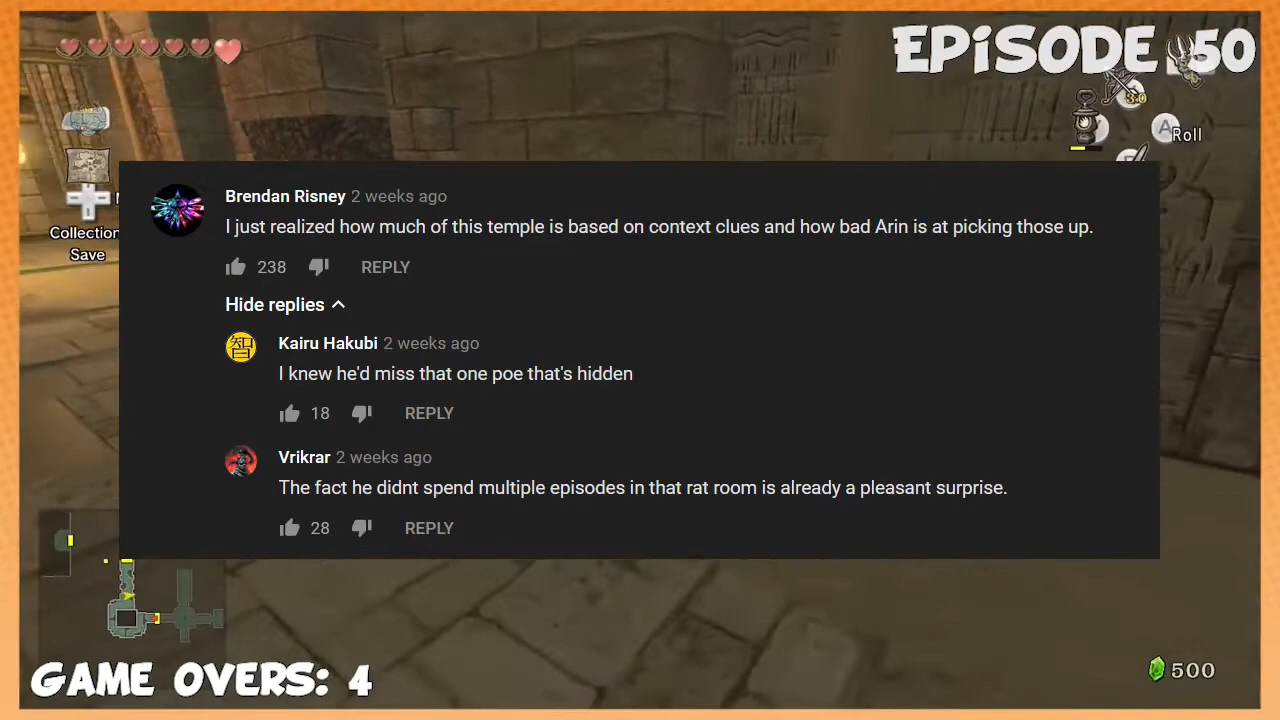 EPISODE 50
30
A
Roll
Y
Collection
Save
Brendan Risney 2 weeks ago
I just realized how much of this temple is based on context clues and how bad Arin is at picking those up.
238 REPLY
Hide replies
智
Kairu Hakubi 2 weeks ago
I knew he'd miss that one poe that's hidden
18 REPLY
Vrikrar 2 weeks ago
The fact he didnt spend multiple episodes in that rat room is already a pleasant surprise.
28 REPLY
GAME OVERS: 4
500